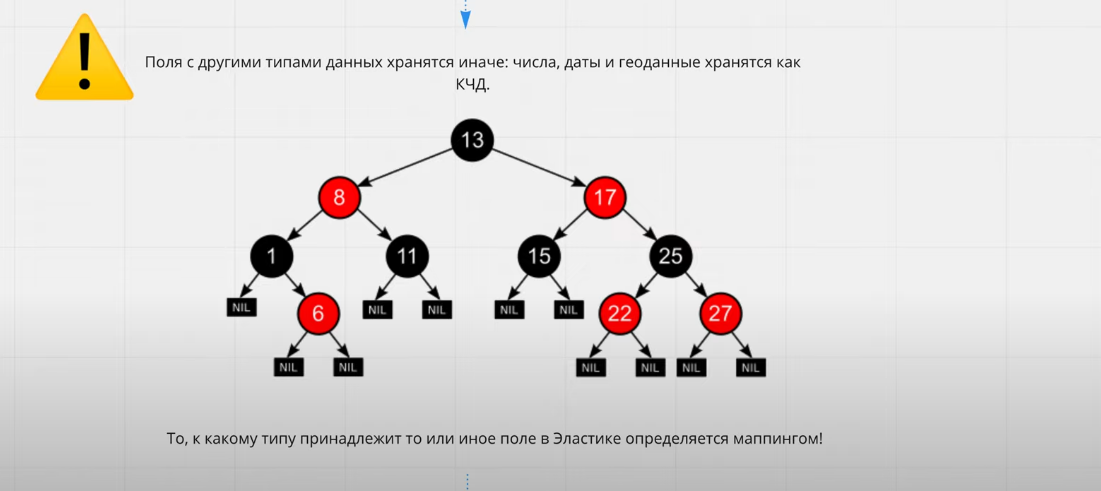 !
Поля с другими типами данных хранятся иначе: числа, даты и геоданные хранятся как
КЧД.
13
8
17
1
11
15
25
NIL
6
NIL
NIL
NIL
NIL
22
27
NIL
NIL
NIL
NIL
NIL
NIL
То, к какому типу принадлежит то или иное поле в Эластике определяется маппингом!